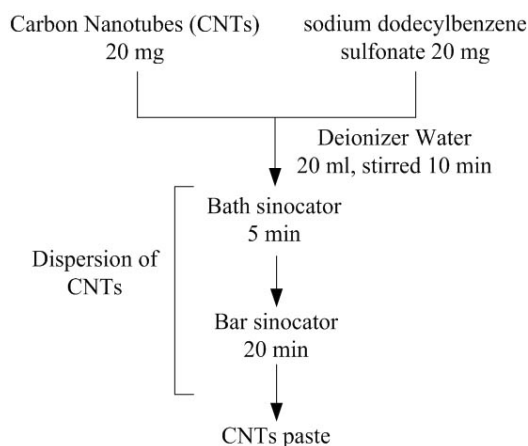 Carbon Nanotubes (CNTs)
20 mg
sodium dodecylbenzene
sulfonate 20 mg
Deionizer Water
20 ml, stirred 10 min
Bath sinocator
5 min
Dispersion of
CNTs
Bar sinocator
20 min
CNTs paste